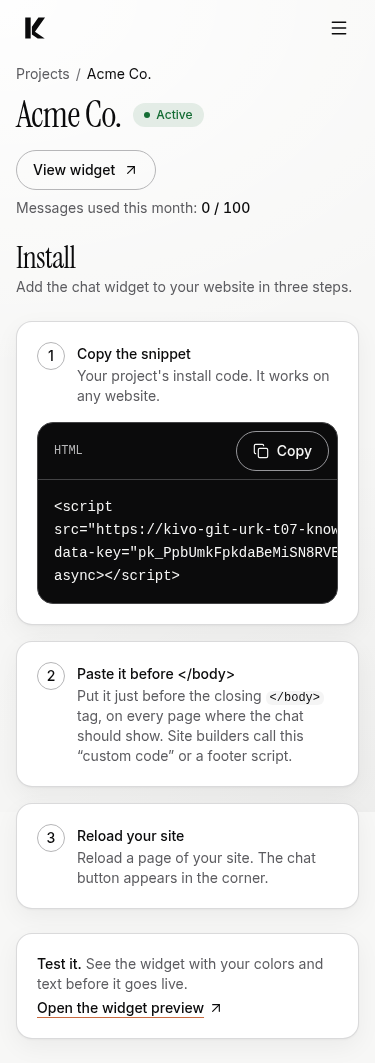 K
Projects / Acme Co.
Acme Co. Active
View widget
Messages used this month: 0 / 100
Install
Add the chat widget to your website in three steps.
1 Copy the snippet
Your project's install code. It works on
any website.
HTML Copy
<script
src="https://kivo-git-urk-t07-know
data-key="pk_PpbUmkFpkdaBeMiSN8RVE
async></script>
2 Paste it before </body>
Put it just before the closing </body>
tag, on every page where the chat
should show. Site builders call this
“custom code” or a footer script.
3 Reload your site
Reload a page of your site. The chat
button appears in the corner.
Test it. See the widget with your colors and
text before it goes live.
Open the widget preview